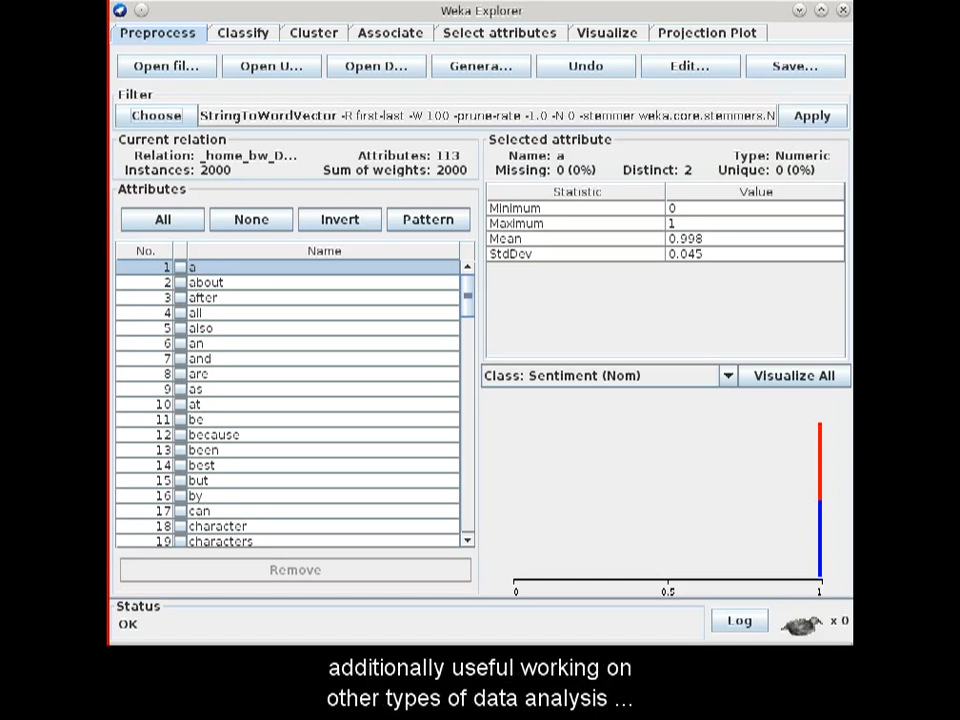 Weka Explorer
Preprocess Classify Cluster Associate Select attributes Visualize Projection Plot
Open fil... Open U... Open D... Genera... Undo Edit... Save...
Filter
Choose StringToWordVector -R first-last -W 100 -prune-rate -1.0 -N 0 -stemmer weka.core.stemmers.N Apply
Current relation
Relation: _home_bw_D... Attributes: 113
Instances: 2000 Sum of weights: 2000
Attributes
All None Invert Pattern
No. Name
1 a
2 about
3 after
4 all
5 also
6 an
7 and
8 are
9 as
10 at
11 be
12 because
13 been
14 best
15 but
16 by
17 can
18 character
19 characters
Remove
Selected attribute
Name: a Type: Numeric
Missing: 0 (0%) Distinct: 2 Unique: 0 (0%)
Statistic Value
Minimum 0
Maximum 1
Mean 0.998
StdDev 0.045
Class: Sentiment (Nom) Visualize All
0 0.5 1
Status
OK
Log x 0
additionally useful working on
other types of data analysis ...